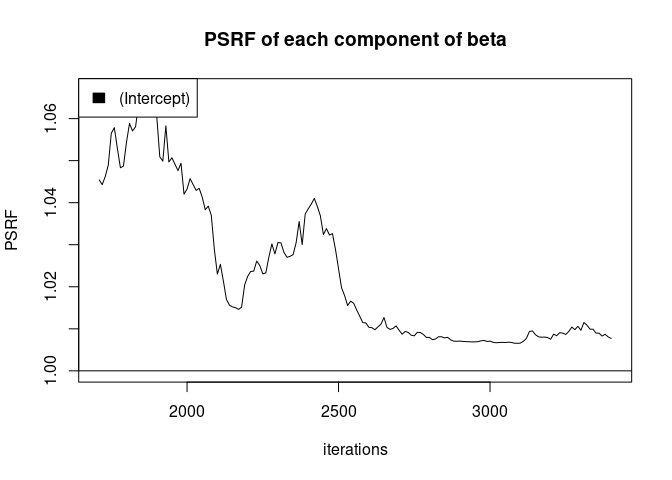 PSRF of each component of beta
(Intercept)
PSRF
1.06
1.04
1.02
1.00
2000 2500 3000
iterations